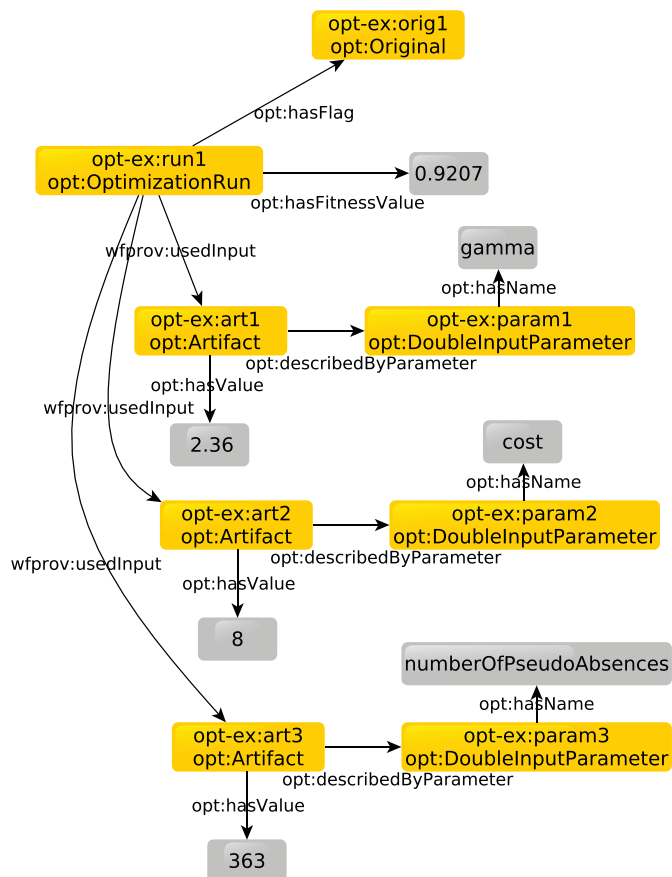 opt-ex:orig1
opt:Original
opt:hasFlag
opt-ex:run1
opt:OptimizationRun
0.9207
opt:hasFitnessValue
wfprov:usedInput
gamma
opt:hasName
opt-ex:art1
opt:Artifact
opt-ex:param1
opt:DoubleInputParameter
opt:describedByParameter
opt:hasValue
wfprov:usedInput
2.36
cost
opt:hasName
opt-ex:art2
opt:Artifact
opt-ex:param2
opt:DoubleInputParameter
opt:describedByParameter
wfprov:usedInput
opt:hasValue
8
numberOfPseudoAbsences
opt:hasName
opt-ex:art3
opt:Artifact
opt-ex:param3
opt:DoubleInputParameter
opt:describedByParameter
opt:hasValue
363